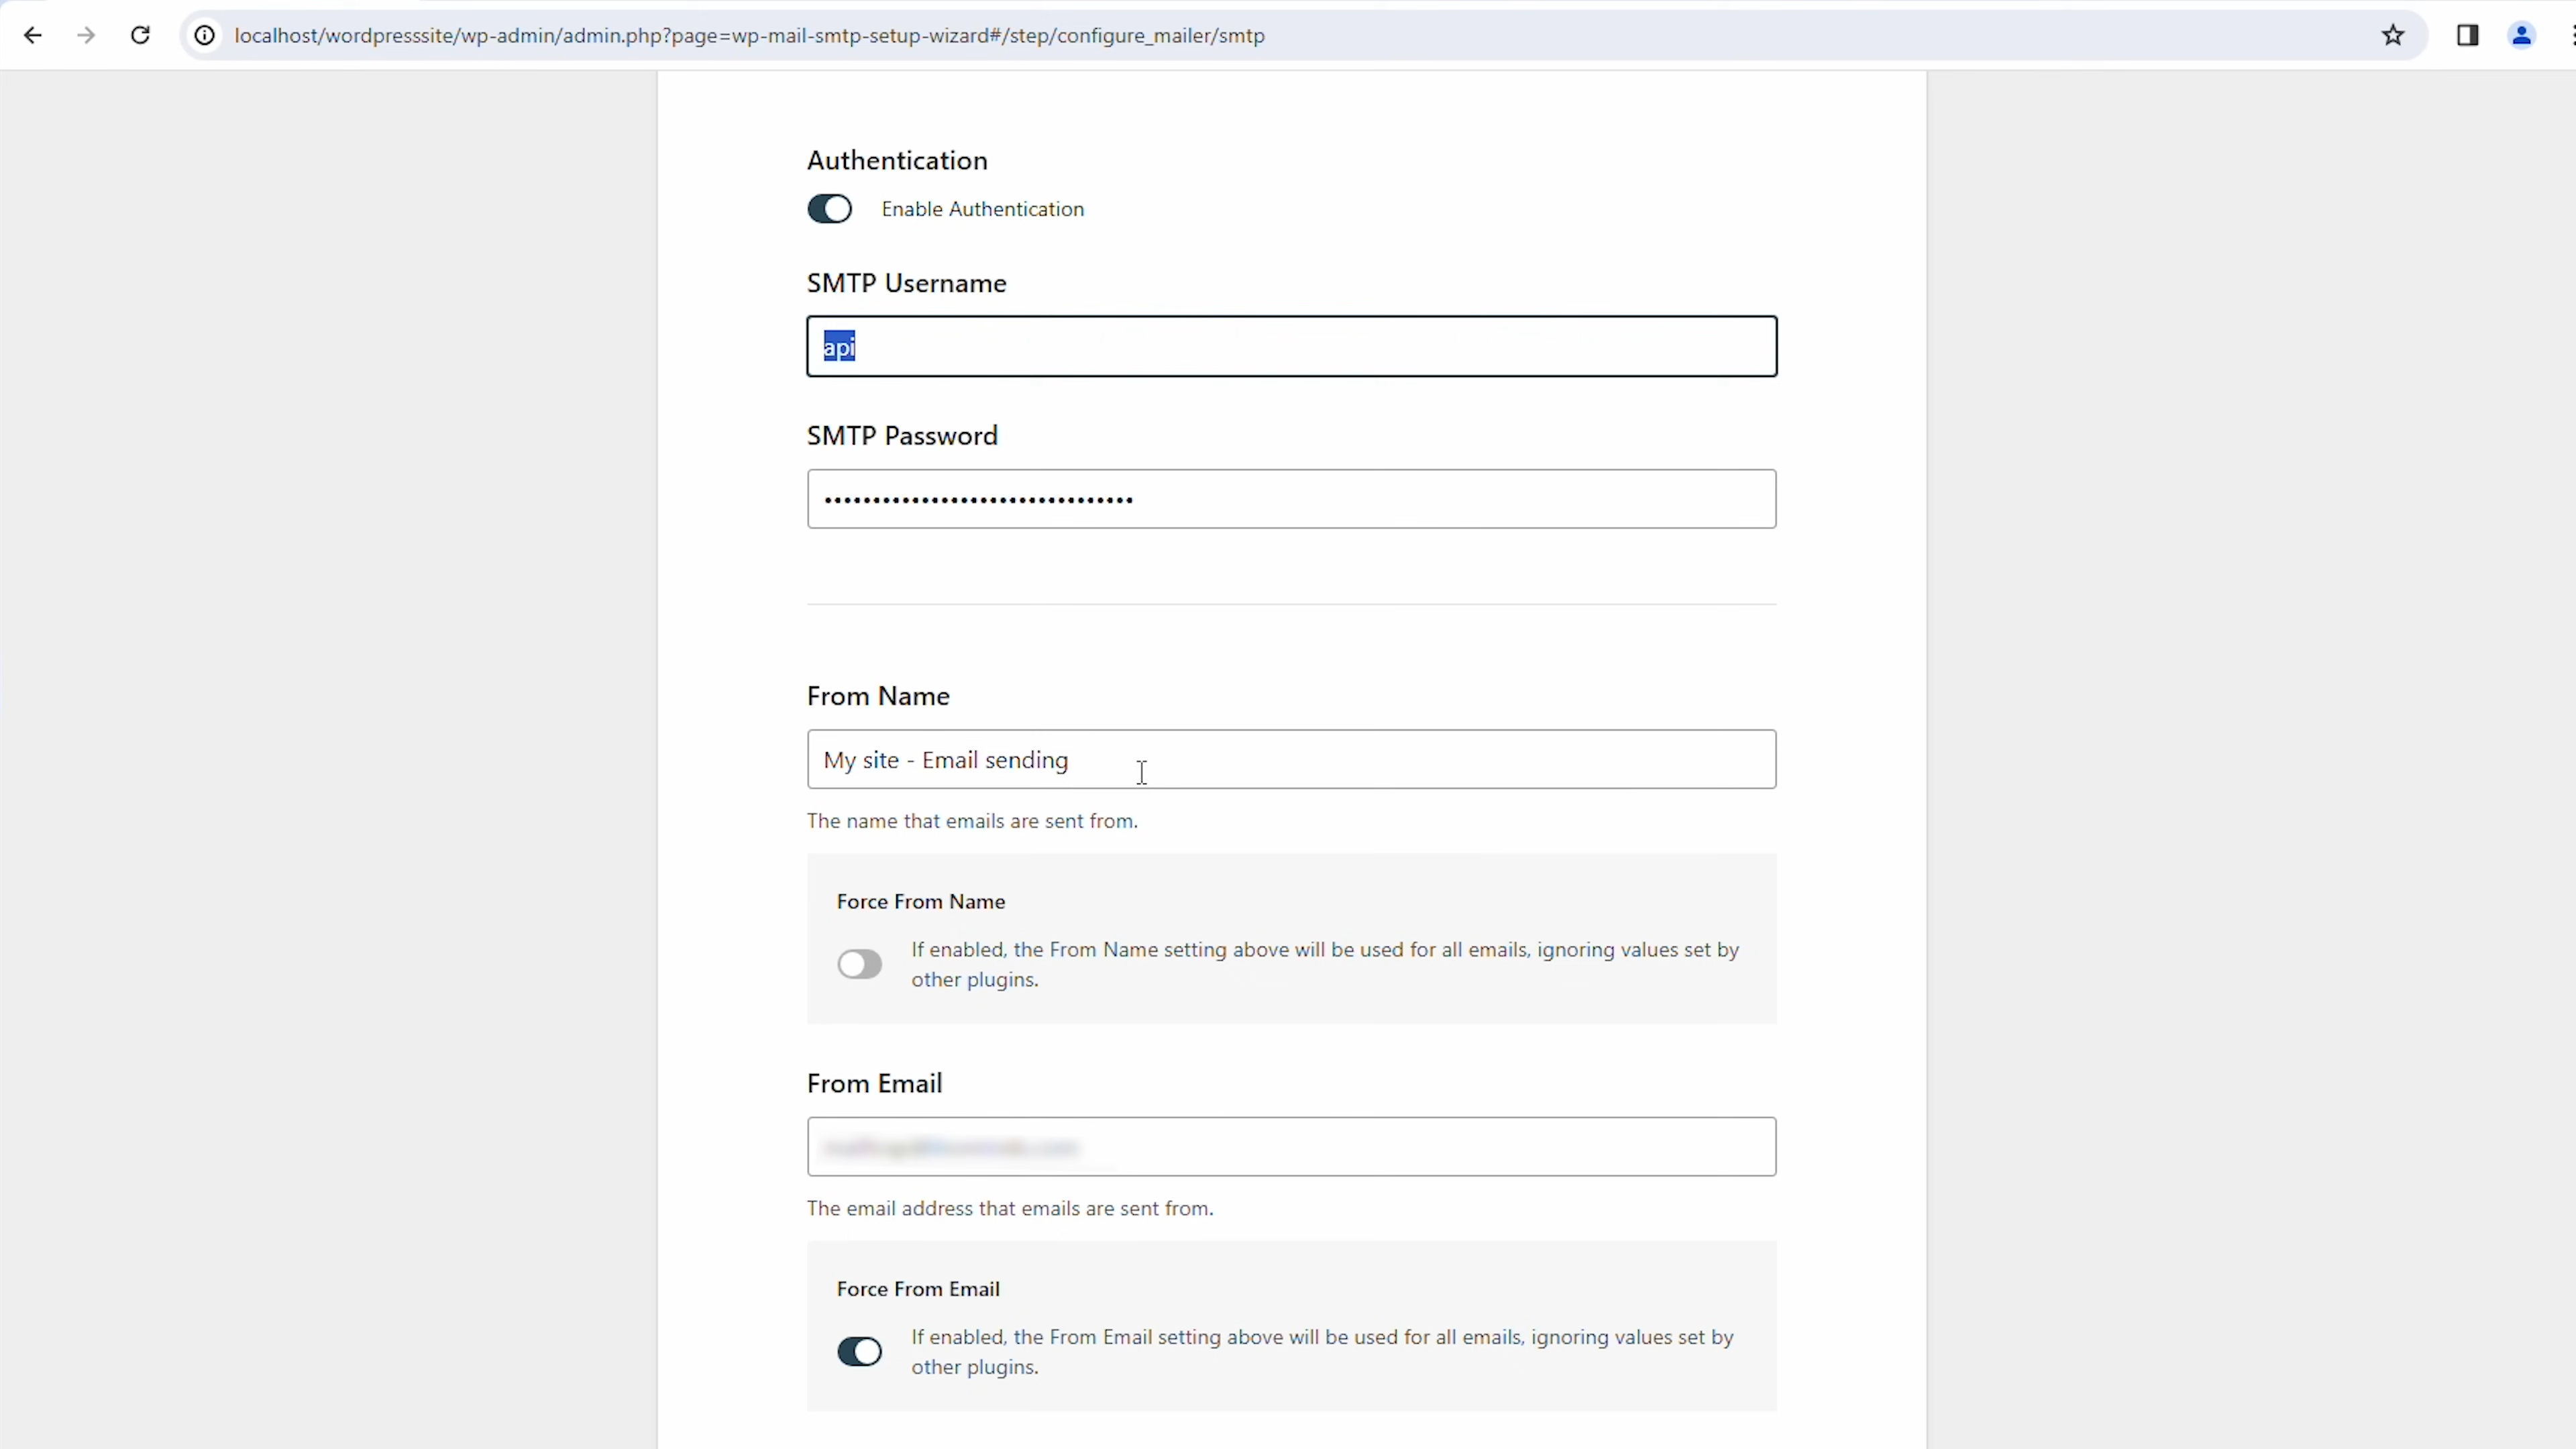 localhost/wordpresssite/wp-admin/admin.php?page=wp-mail-smtp-setup-wizard#/step/configure_mailer/smtp
Authentication
Enable Authentication
SMTP Username
api
SMTP Password
••••••••••••••••••••••••••••••••
From Name
My site - Email sending
The name that emails are sent from.
Force From Name
If enabled, the From Name setting above will be used for all emails, ignoring values set by
other plugins.
From Email
The email address that emails are sent from.
Force From Email
If enabled, the From Email setting above will be used for all emails, ignoring values set by
other plugins.